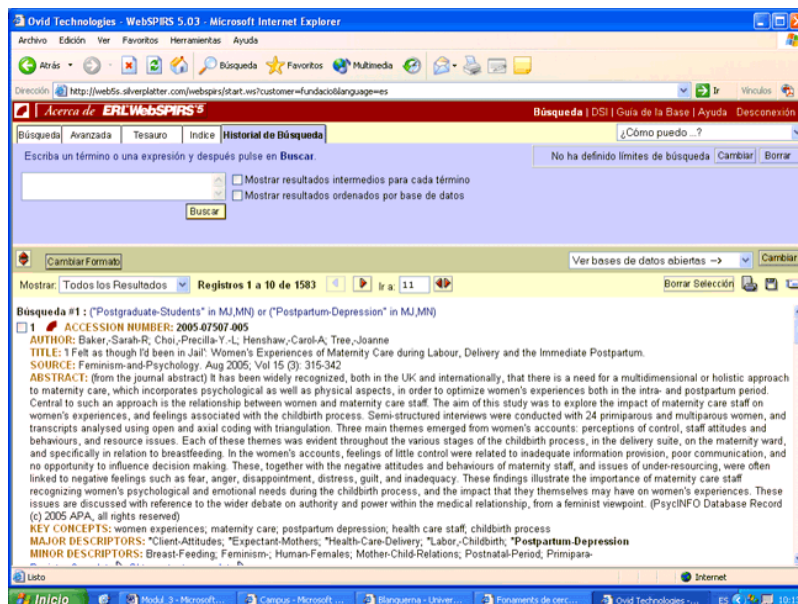 Ovid Technologies - WebSPIRS 5.03 - Microsoft Internet Explorer
Archivo Edición Ver Favoritos Herramientas Ayuda
Atrás Búsqueda Favoritos Multimedia
Dirección http://web5s.silverplatter.com/webspirs/start.ws?customer=fundacio&language=es Ir Vínculos
Acerca de ERL WebSPIRS 5 Búsqueda | DSI | Guía de la Base | Ayuda Desconexión
Búsqueda Avanzada Tesauro Indice Historial de Búsqueda ¿Cómo puedo ...?
Escriba un término o una expresión y después pulse en Buscar. No ha definido límites de búsqueda Cambiar Borrar
Mostrar resultados intermedios para cada término
Mostrar resultados ordenados por base de datos
Buscar
Cambiar Formato Ver bases de datos abiertas --> Cambiar
Mostrar: Todos los Resultados Registros 1 a 10 de 1583 Ir a: 11 Borrar Selección
Búsqueda #1 : ("Postgraduate-Students" in MJ,MN) or ("Postpartum-Depression" in MJ,MN)
1 ACCESSION NUMBER: 2005-07507-005
AUTHOR: Baker,-Sarah-R; Choi,-Precilla-Y.-L; Henshaw,-Carol-A; Tree,-Joanne
TITLE: 'I Felt as though I'd been in Jail': Women's Experiences of Maternity Care during Labour, Delivery and the Immediate Postpartum.
SOURCE: Feminism-and-Psychology. Aug 2005; Vol 15 (3): 315-342
ABSTRACT: (from the journal abstract) It has been widely recognized, both in the UK and internationally, that there is a need for a multidimensional or holistic approach
to maternity care, which incorporates psychological as well as physical aspects, in order to optimize women's experiences both in the intra- and postpartum period.
Central to such an approach is the relationship between women and maternity care staff. The aim of this study was to explore the impact of maternity care staff on
women's experiences, and feelings associated with the childbirth process. Semi-structured interviews were conducted with 24 primiparous and multiparous women, and
transcripts analysed using open and axial coding with triangulation. Three main themes emerged from women's accounts: perceptions of control, staff attitudes and
behaviours, and resource issues. Each of these themes was evident throughout the various stages of the childbirth process, in the delivery suite, on the maternity ward,
and specifically in relation to breastfeeding. In the women's accounts, feelings of little control were related to inadequate information provision, poor communication, and
no opportunity to influence decision making. These, together with the negative attitudes and behaviours of maternity staff, and issues of under-resourcing, were often
linked to negative feelings such as fear, anger, disappointment, distress, guilt, and inadequacy. These findings illustrate the importance of maternity care staff
recognizing women's psychological and emotional needs during the childbirth process, and the impact that they themselves may have on women's experiences. These
issues are discussed with reference to the wider debate on authority and power within the medical relationship, from a feminist viewpoint. (PsycINFO Database Record
(c) 2005 APA, all rights reserved)
KEY CONCEPTS: women experiences; maternity care; postpartum depression; health care staff; childbirth process
MAJOR DESCRIPTORS: *Client-Attitudes; *Expectant-Mothers; *Health-Care-Delivery; *Labor,-Childbirth; *Postpartum-Depression
MINOR DESCRIPTORS: Breast-Feeding; Feminism-; Human-Females; Mother-Child-Relations; Postnatal-Period; Primipara-
Listo Internet
Inicio Modul 3 - Microsoft... Campus - Microsoft ... Blanquerna - Univer... Fonaments de cerc... Ovid Technologies -... ES